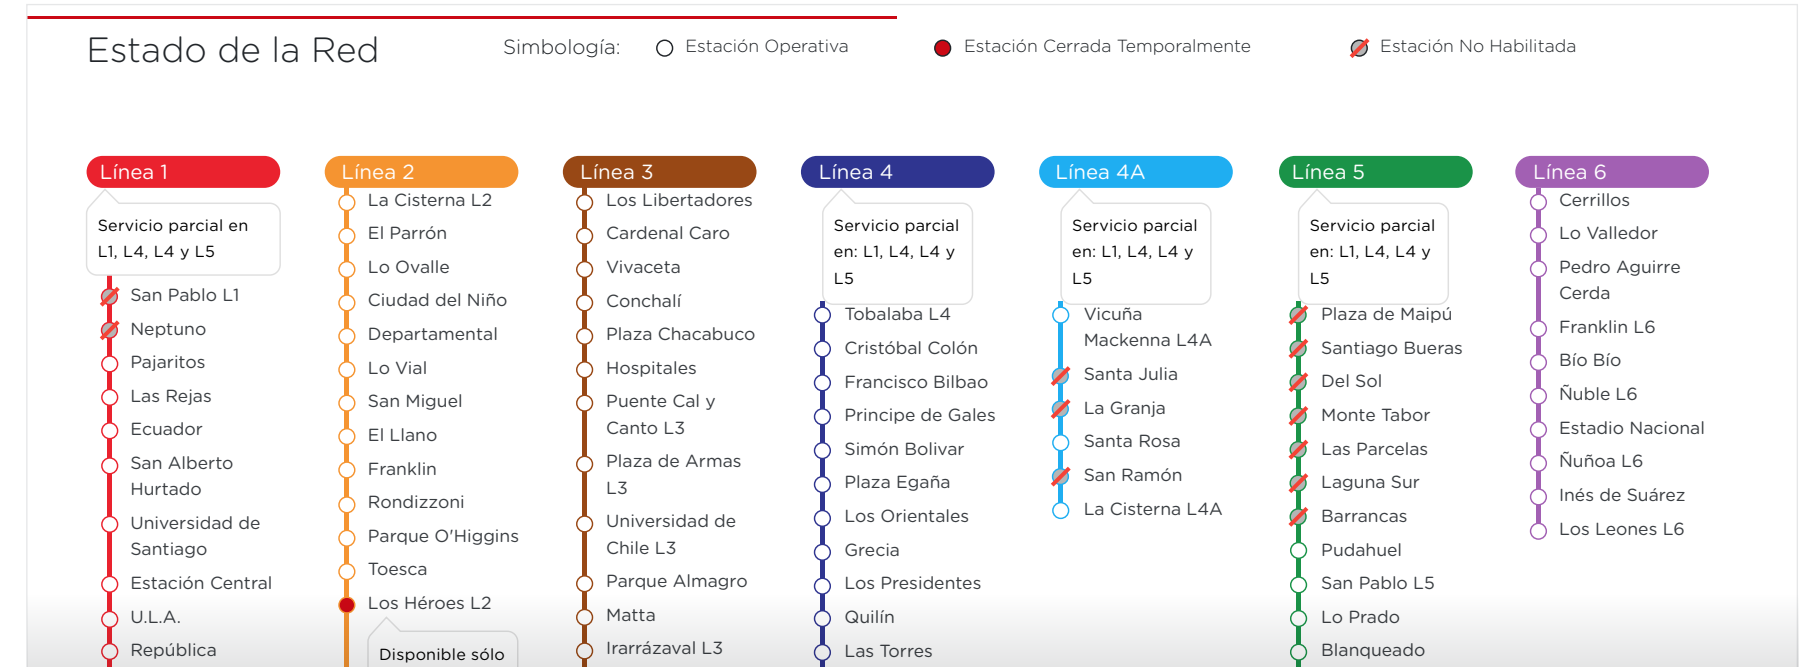 Estado de la Red
Simbología:
Estación Operativa
Estación Cerrada Temporalmente
Estación No Habilitada
Línea 1
Servicio parcial en
L1, L4, L4 y L5
San Pablo L1
Neptuno
Pajaritos
Las Rejas
Ecuador
San Alberto
Hurtado
Universidad de
Santiago
Estación Central
U.L.A.
República
Línea 2
La Cisterna L2
El Parrón
Lo Ovalle
Ciudad del Niño
Departamental
Lo Vial
San Miguel
El Llano
Franklin
Rondizzoni
Parque O'Higgins
Toesca
Los Héroes L2
Disponible sólo
Línea 3
Los Libertadores
Cardenal Caro
Vivaceta
Conchalí
Plaza Chacabuco
Hospitales
Puente Cal y
Canto L3
Plaza de Armas
L3
Universidad de
Chile L3
Parque Almagro
Matta
Irarrázaval L3
Línea 4
Servicio parcial
en: L1, L4, L4 y
L5
Tobalaba L4
Cristóbal Colón
Francisco Bilbao
Principe de Gales
Simón Bolivar
Plaza Egaña
Los Orientales
Grecia
Los Presidentes
Quilín
Las Torres
Línea 4A
Servicio parcial
en: L1, L4, L4 y
L5
Vicuña
Mackenna L4A
Santa Julia
La Granja
Santa Rosa
San Ramón
La Cisterna L4A
Línea 5
Servicio parcial
en: L1, L4, L4 y
L5
Plaza de Maipú
Santiago Bueras
Del Sol
Monte Tabor
Las Parcelas
Laguna Sur
Barrancas
Pudahuel
San Pablo L5
Lo Prado
Blanqueado
Línea 6
Cerrillos
Lo Valledor
Pedro Aguirre
Cerda
Franklin L6
Bío Bío
Ñuble L6
Estadio Nacional
Ñuñoa L6
Inés de Suárez
Los Leones L6